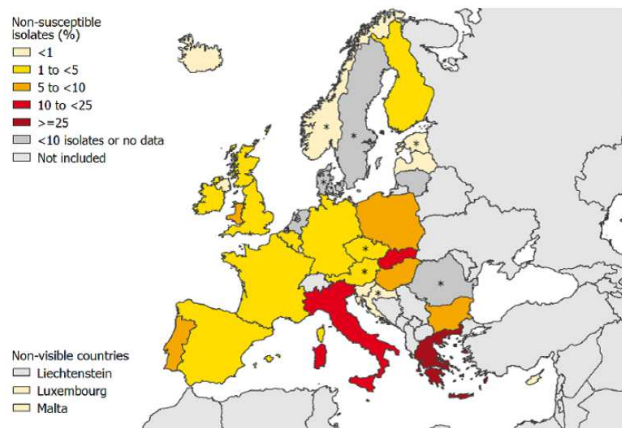 Non-susceptible
isolates (%)
<1
1 to <5
5 to <10
10 to <25
>=25
<10 isolates or no data
Not included
*
*
*
*
*
*
*
Non-visible countries
Liechtenstein
Luxembourg
Malta